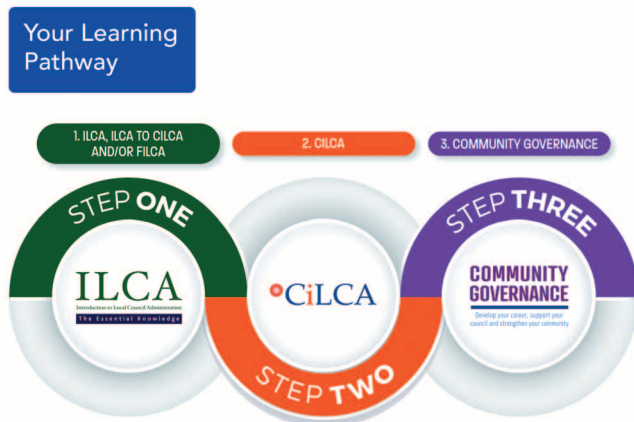 Your Learning
Pathway
1. ILCA, ILCA TO CILCA
AND/OR FILCA
2. CILCA
3. COMMUNITY GOVERNANCE
STEP ONE
ILCA
Introduction to Local Council Administration
The Essential Knowledge
CiLCA
STEP TWO
STEP THREE
COMMUNITY
GOVERNANCE
Develop your career, support your
council and strengthen your community